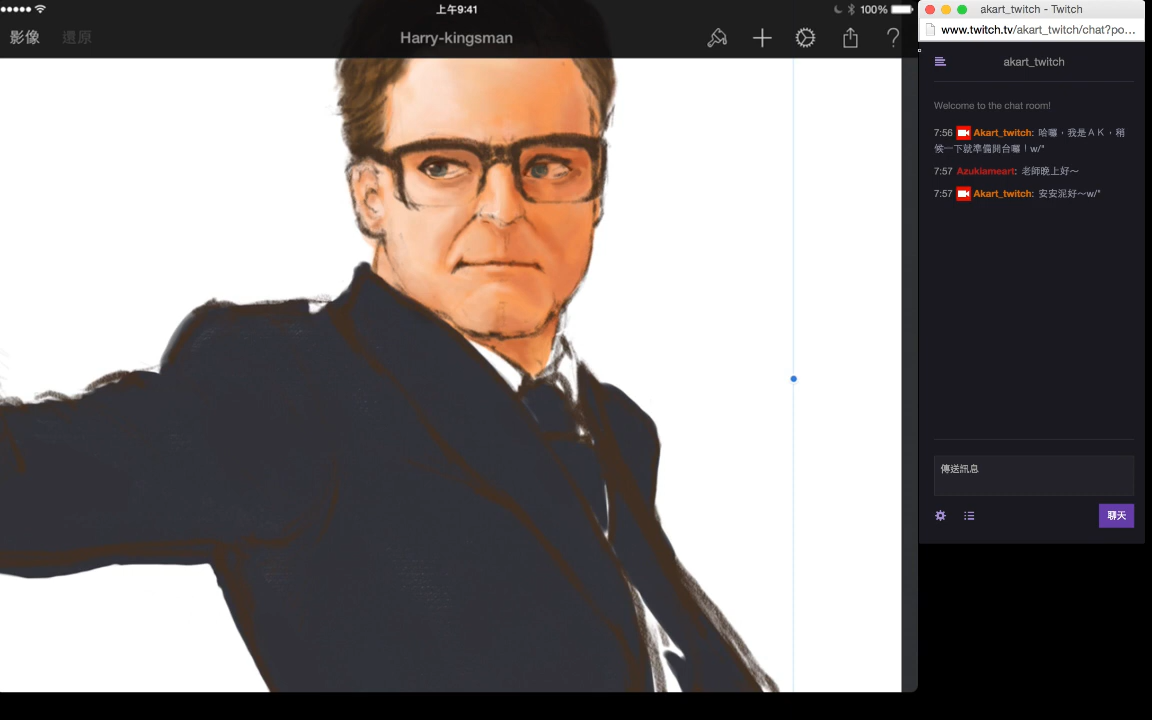 上午9:41
100%
影像 還原
Harry-kingsman
?
akart_twitch - Twitch
www.twitch.tv/akart_twitch/chat?po…
akart_twitch
Welcome to the chat room!
7:56 Akart_twitch: 哈囉，我是ＡＫ，稍
候一下就準備開台囉！w/"
7:57 Azukiameart: 老師晚上好～
7:57 Akart_twitch: 安安泥好～w/"
傳送訊息
聊天